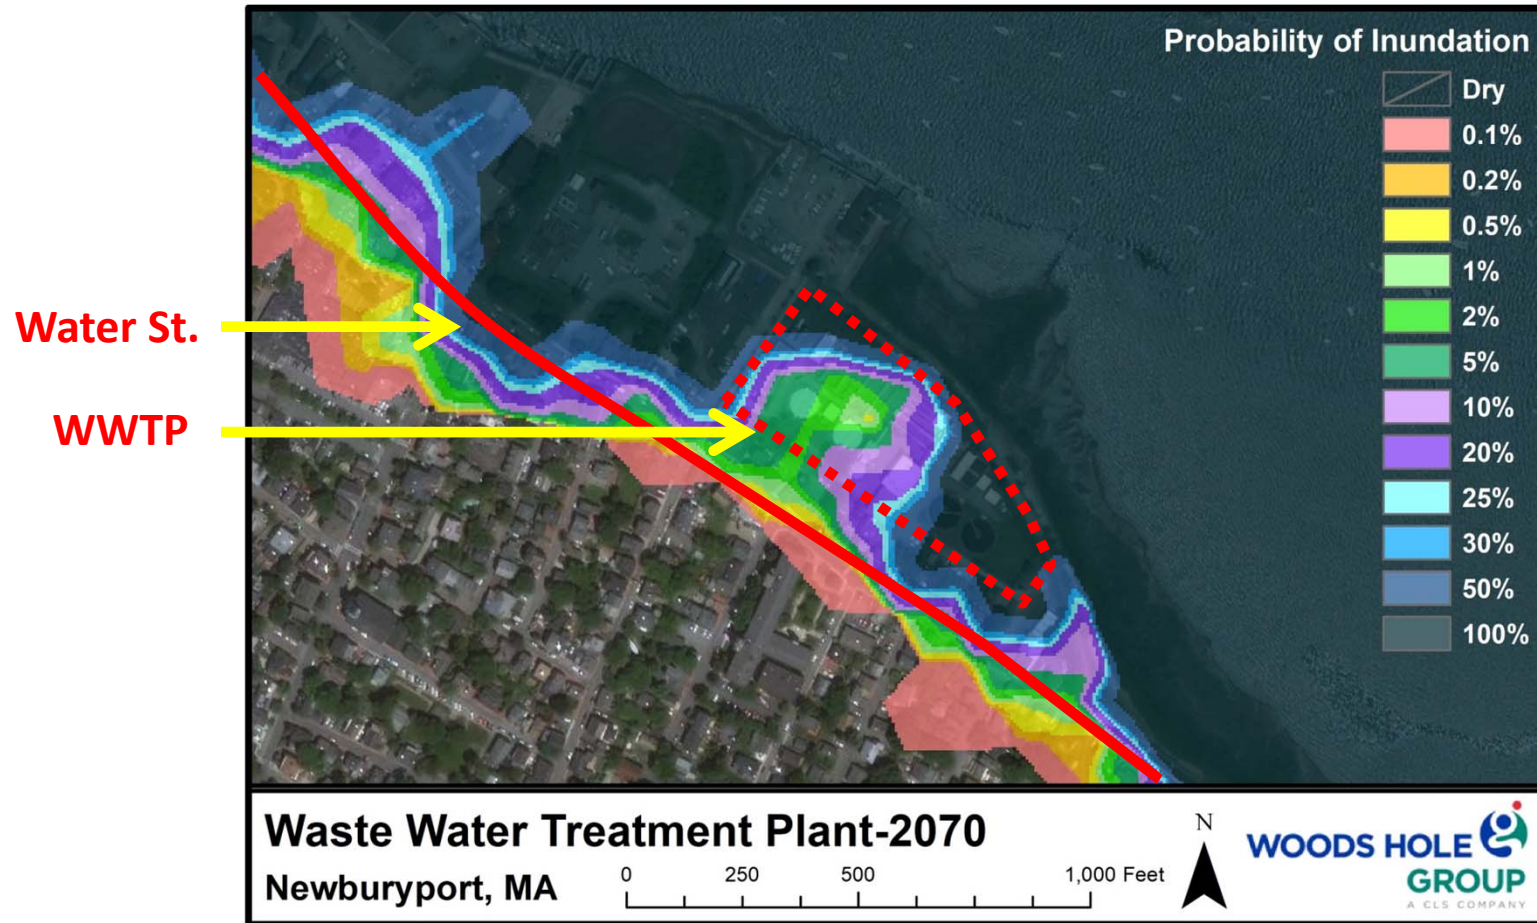 Probability of Inundation
Dry
0.1%
0.2%
0.5%
1%
2%
5%
10%
20%
25%
30%
50%
100%
Water St.
WWTP
Waste Water Treatment Plant-2070
Newburyport, MA
0 250 500 1,000 Feet
N
WOODS HOLE
GROUP
A CLS COMPANY